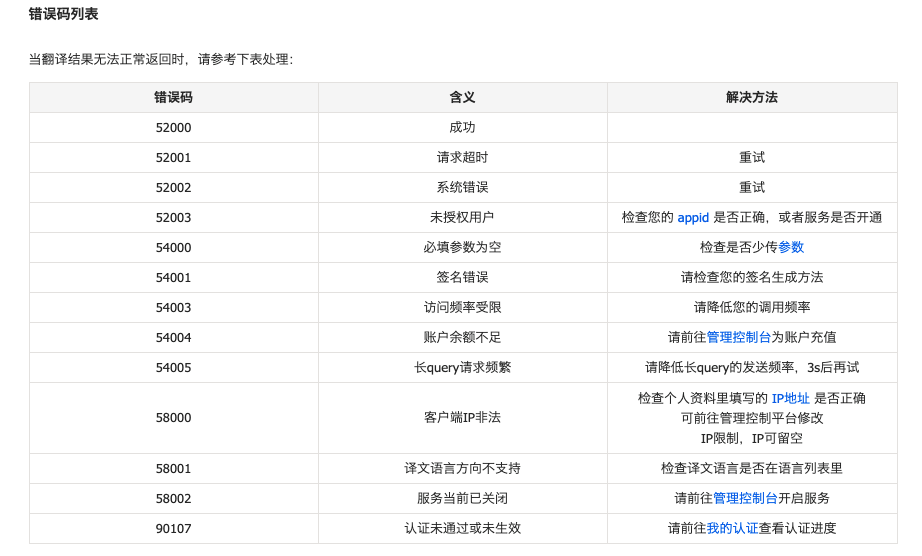 错误码列表
当翻译结果无法正常返回时，请参考下表处理：
错误码 含义 解决方法
52000 成功
52001 请求超时 重试
52002 系统错误 重试
52003 未授权用户 检查您的 appid 是否正确，或者服务是否开通
54000 必填参数为空 检查是否少传参数
54001 签名错误 请检查您的签名生成方法
54003 访问频率受限 请降低您的调用频率
54004 账户余额不足 请前往管理控制台为账户充值
54005 长query请求频繁 请降低长query的发送频率，3s后再试
58000 客户端IP非法 检查个人资料里填写的 IP地址 是否正确
可前往管理控制平台修改
IP限制，IP可留空
58001 译文语言方向不支持 检查译文语言是否在语言列表里
58002 服务当前已关闭 请前往管理控制台开启服务
90107 认证未通过或未生效 请前往我的认证查看认证进度